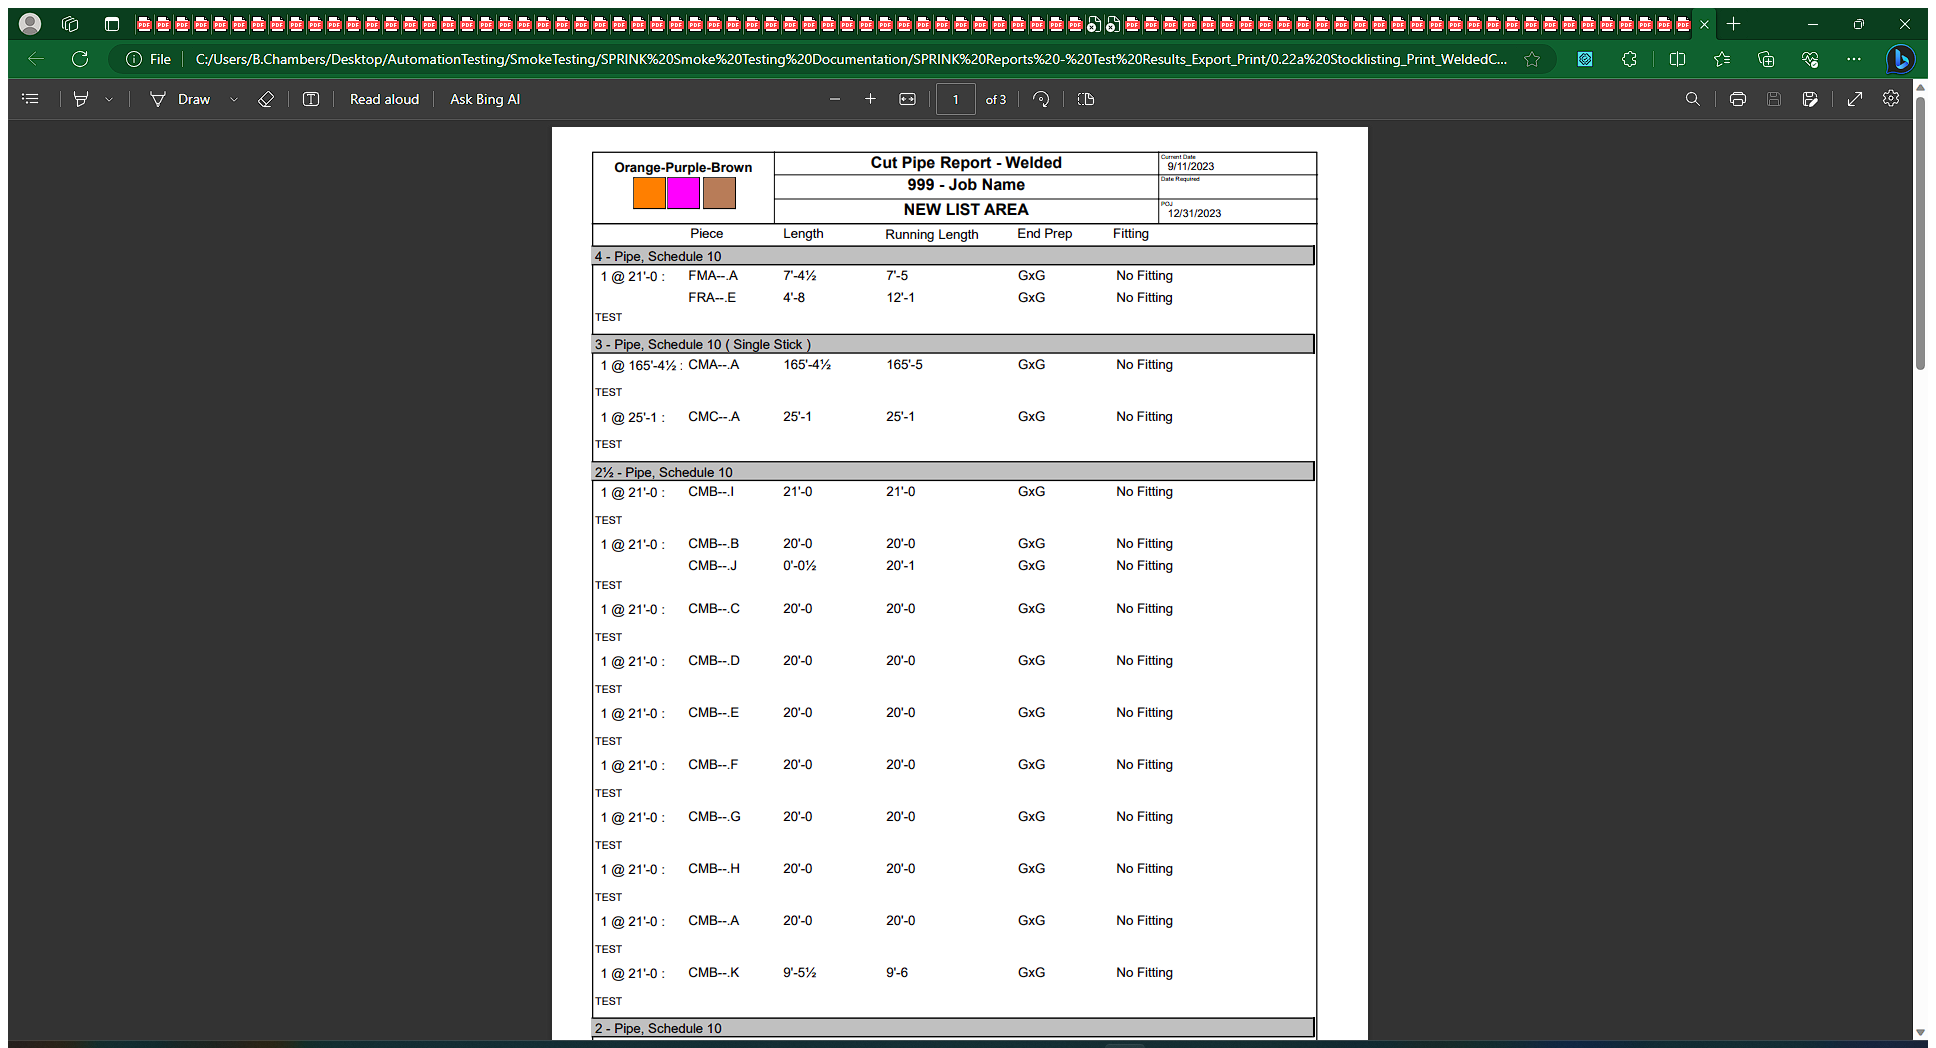 File C:/Users/B.Chambers/Desktop/AutomationTesting/SmokeTesting/SPRINK%20Smoke%20Testing%20Documentation/SPRINK%20Reports%20-%20Test%20Results_Export_Print/0.22a%20Stocklisting_Print_WeldedC...
Draw Read aloud Ask Bing AI 1 of 3
Orange-Purple-Brown
Cut Pipe Report - Welded
999 - Job Name
NEW LIST AREA
Current Date
9/11/2023
Date Required
POJ
12/31/2023
Piece Length Running Length End Prep Fitting
4 - Pipe, Schedule 10
1 @ 21'-0 : FMA--.A 7'-4½ 7'-5 GxG No Fitting
FRA--.E 4'-8 12'-1 GxG No Fitting
TEST
3 - Pipe, Schedule 10 ( Single Stick )
1 @ 165'-4½ : CMA--.A 165'-4½ 165'-5 GxG No Fitting
TEST
1 @ 25'-1 : CMC--.A 25'-1 25'-1 GxG No Fitting
TEST
2½ - Pipe, Schedule 10
1 @ 21'-0 : CMB--.I 21'-0 21'-0 GxG No Fitting
TEST
1 @ 21'-0 : CMB--.B 20'-0 20'-0 GxG No Fitting
CMB--.J 0'-0½ 20'-1 GxG No Fitting
TEST
1 @ 21'-0 : CMB--.C 20'-0 20'-0 GxG No Fitting
TEST
1 @ 21'-0 : CMB--.D 20'-0 20'-0 GxG No Fitting
TEST
1 @ 21'-0 : CMB--.E 20'-0 20'-0 GxG No Fitting
TEST
1 @ 21'-0 : CMB--.F 20'-0 20'-0 GxG No Fitting
TEST
1 @ 21'-0 : CMB--.G 20'-0 20'-0 GxG No Fitting
TEST
1 @ 21'-0 : CMB--.H 20'-0 20'-0 GxG No Fitting
TEST
1 @ 21'-0 : CMB--.A 20'-0 20'-0 GxG No Fitting
TEST
1 @ 21'-0 : CMB--.K 9'-5½ 9'-6 GxG No Fitting
TEST
2 - Pipe, Schedule 10